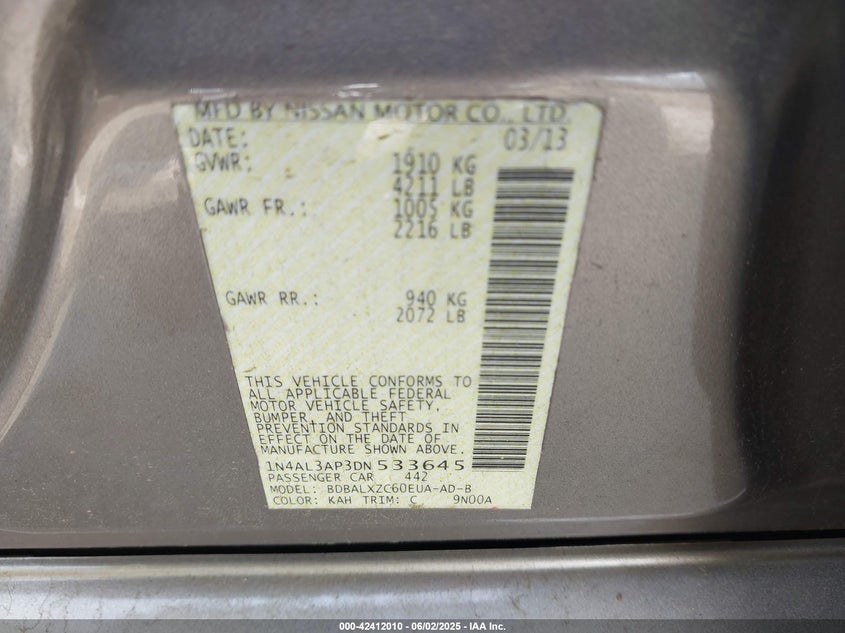 MFD BY NISSAN MOTOR CO., LTD.
DATE: 03/13
GVWR: 1910 KG
4211 LB
GAWR FR.: 1005 KG
2216 LB
GAWR RR.: 940 KG
2072 LB
THIS VEHICLE CONFORMS TO
ALL APPLICABLE FEDERAL
MOTOR VEHICLE SAFETY,
BUMPER, AND THEFT
PREVENTION STANDARDS IN
EFFECT ON THE DATE OF
MANUFACTURE SHOWN ABOVE.
1N4AL3AP3DN533645
PASSENGER CAR 442
MODEL: BDBALXZC60EUA-AD-B
COLOR: KAH TRIM: C 9N00A
000-42412010 - 06/02/2025 - IAA Inc.